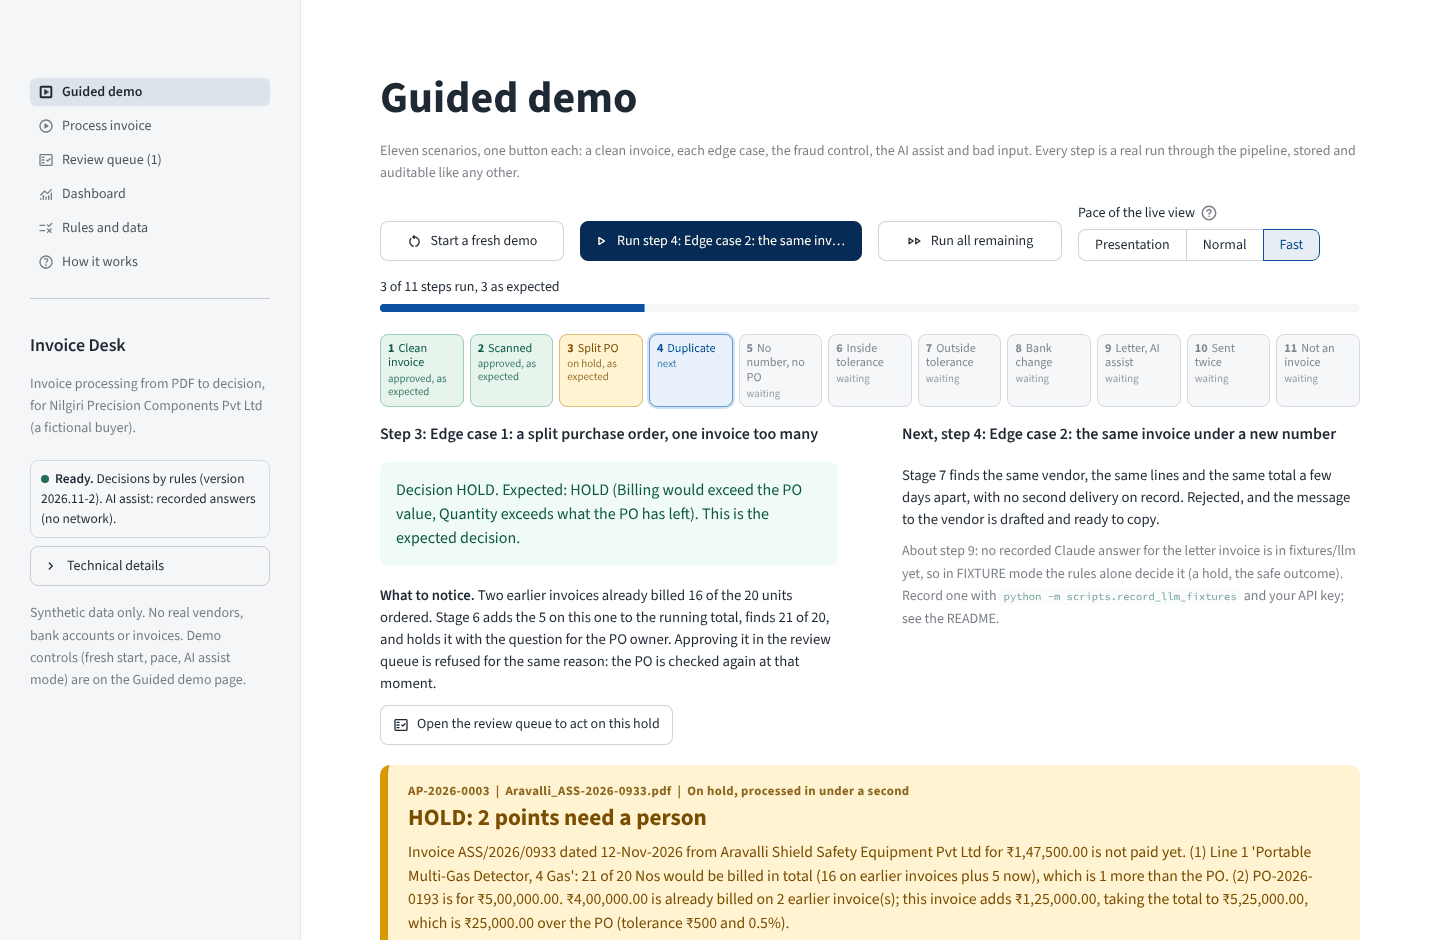 Guided demo
Process invoice
Review queue (1)
Dashboard
Rules and data
How it works
Invoice Desk
Invoice processing from PDF to decision,
for Nilgiri Precision Components Pvt Ltd
(a fictional buyer).
Ready. Decisions by rules (version
2026.11-2). AI assist: recorded answers
(no network).
Technical details
Synthetic data only. No real vendors,
bank accounts or invoices. Demo
controls (fresh start, pace, AI assist
mode) are on the Guided demo page.
Guided demo
Eleven scenarios, one button each: a clean invoice, each edge case, the fraud control, the AI assist and bad input. Every step is a real run through the pipeline, stored and
auditable like any other.
Start a fresh demo
Run step 4: Edge case 2: the same inv…
Run all remaining
Pace of the live view
Presentation
Normal
Fast
3 of 11 steps run, 3 as expected
1 Clean
invoice
approved, as
expected
2 Scanned
approved, as
expected
3 Split PO
on hold, as
expected
4 Duplicate
next
5 No
number, no
PO
waiting
6 Inside
tolerance
waiting
7 Outside
tolerance
waiting
8 Bank
change
waiting
9 Letter, AI
assist
waiting
10 Sent
twice
waiting
11 Not an
invoice
waiting
Step 3: Edge case 1: a split purchase order, one invoice too many
Decision HOLD. Expected: HOLD (Billing would exceed the PO
value, Quantity exceeds what the PO has left). This is the
expected decision.
What to notice. Two earlier invoices already billed 16 of the 20 units
ordered. Stage 6 adds the 5 on this one to the running total, finds 21 of 20,
and holds it with the question for the PO owner. Approving it in the review
queue is refused for the same reason: the PO is checked again at that
moment.
Open the review queue to act on this hold
Next, step 4: Edge case 2: the same invoice under a new number
Stage 7 finds the same vendor, the same lines and the same total a few
days apart, with no second delivery on record. Rejected, and the message
to the vendor is drafted and ready to copy.
About step 9: no recorded Claude answer for the letter invoice is in fixtures/llm
yet, so in FIXTURE mode the rules alone decide it (a hold, the safe outcome).
Record one with python -m scripts.record_llm_fixtures and your API key;
see the README.
AP-2026-0003 | Aravalli_ASS-2026-0933.pdf | On hold, processed in under a second
HOLD: 2 points need a person
Invoice ASS/2026/0933 dated 12-Nov-2026 from Aravalli Shield Safety Equipment Pvt Ltd for ₹1,47,500.00 is not paid yet. (1) Line 1 'Portable
Multi-Gas Detector, 4 Gas': 21 of 20 Nos would be billed in total (16 on earlier invoices plus 5 now), which is 1 more than the PO. (2) PO-2026-
0193 is for ₹5,00,000.00. ₹4,00,000.00 is already billed on 2 earlier invoice(s); this invoice adds ₹1,25,000.00, taking the total to ₹5,25,000.00,
which is ₹25,000.00 over the PO (tolerance ₹500 and 0.5%).